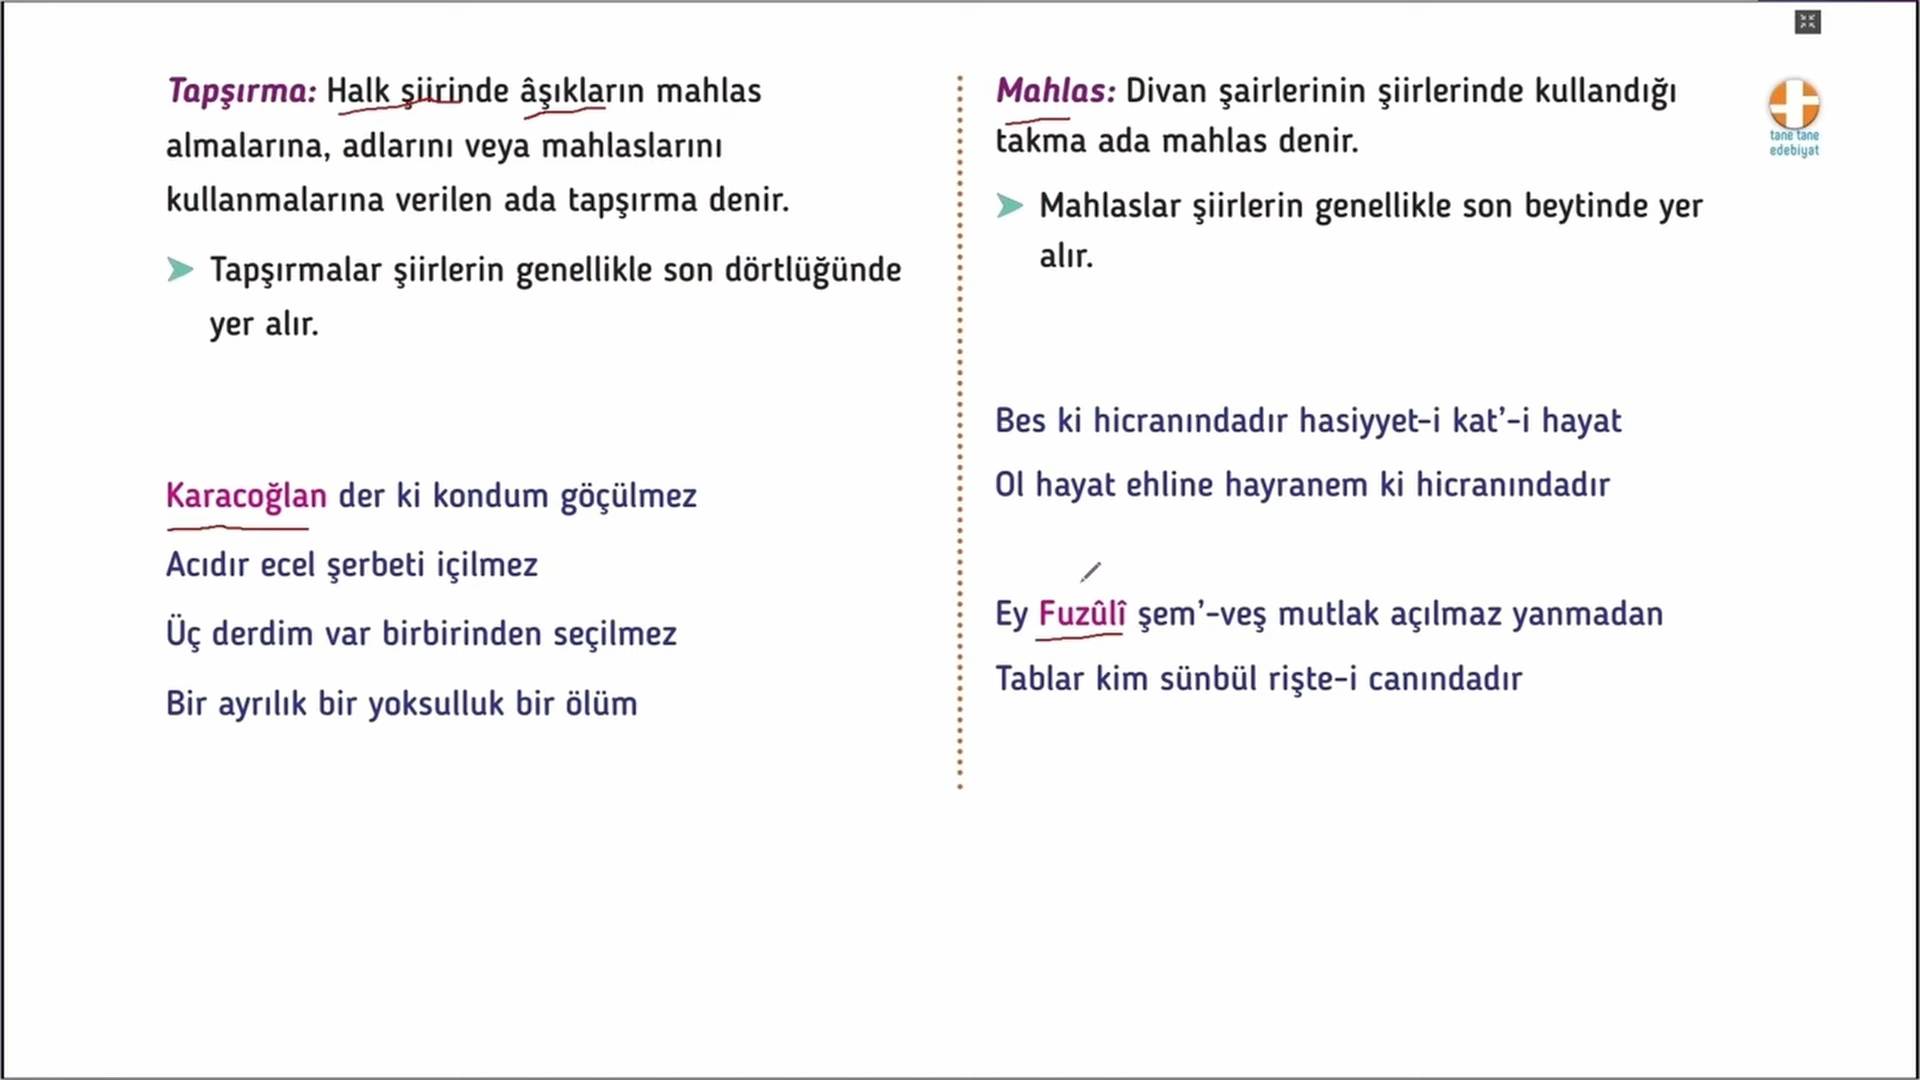 Tapşırma: Halk şiirinde âşıkların mahlas
almalarına, adlarını veya mahlaslarını
kullanmalarına verilen ada tapşırma denir.
Tapşırmalar şiirlerin genellikle son dörtlüğünde
yer alır.
Karacoğlan der ki kondum göçülmez
Acıdır ecel şerbeti içilmez
Üç derdim var birbirinden seçilmez
Bir ayrılık bir yoksulluk bir ölüm
Mahlas: Divan şairlerinin şiirlerinde kullandığı
takma ada mahlas denir.
Mahlaslar şiirlerin genellikle son beytinde yer
alır.
Bes ki hicranındadır hasiyyet-i kat’-i hayat
Ol hayat ehline hayranem ki hicranındadır
Ey Fuzûlî şem’-veş mutlak açılmaz yanmadan
Tablar kim sünbül rişte-i canındadır
tane tane
edebiyat